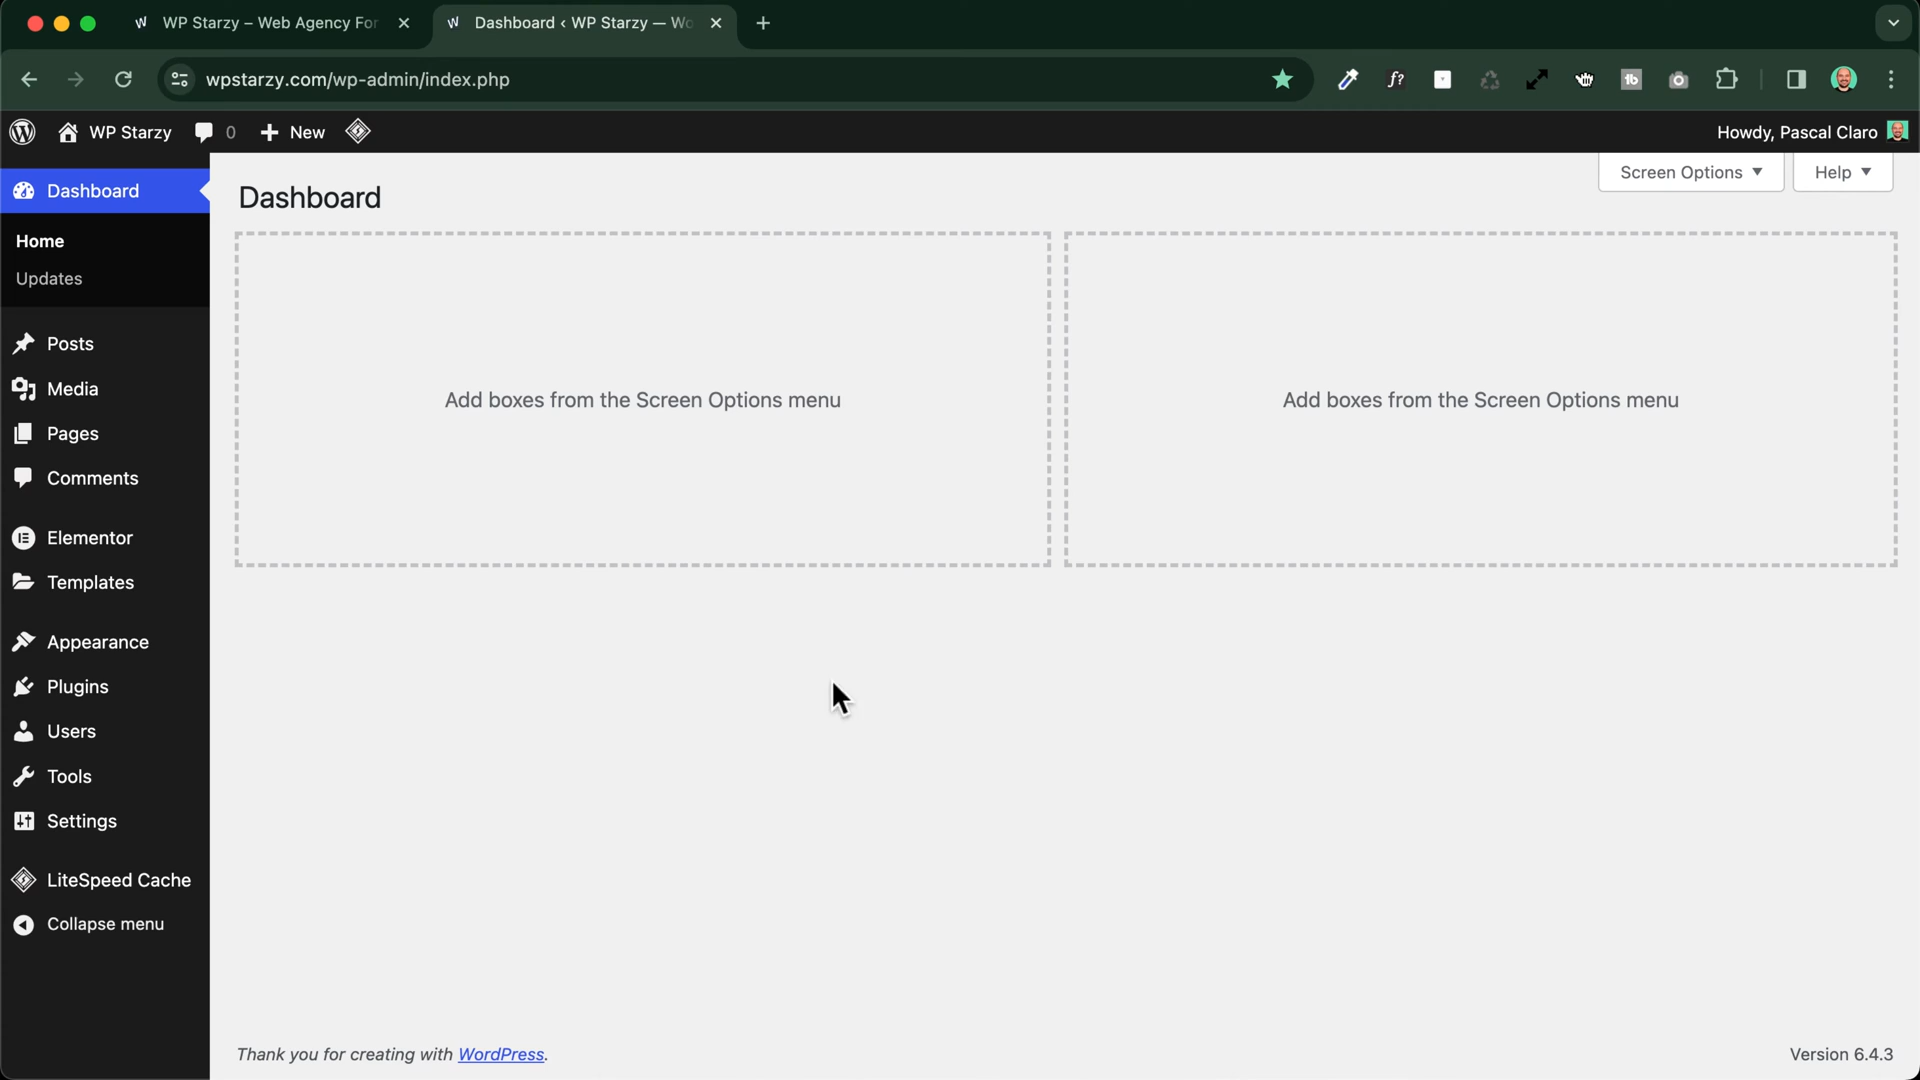 WP Starzy – Web Agency For
Dashboard ‹ WP Starzy — Wo
wpstarzy.com/wp-admin/index.php
f?
tb
WP Starzy
0
New
Howdy, Pascal Claro
Dashboard
Home
Updates
Posts
Media
Pages
Comments
Elementor
Templates
Appearance
Plugins
Users
Tools
Settings
LiteSpeed Cache
Collapse menu
Screen Options
Help
Dashboard
Add boxes from the Screen Options menu
Add boxes from the Screen Options menu
Thank you for creating with WordPress.
Version 6.4.3